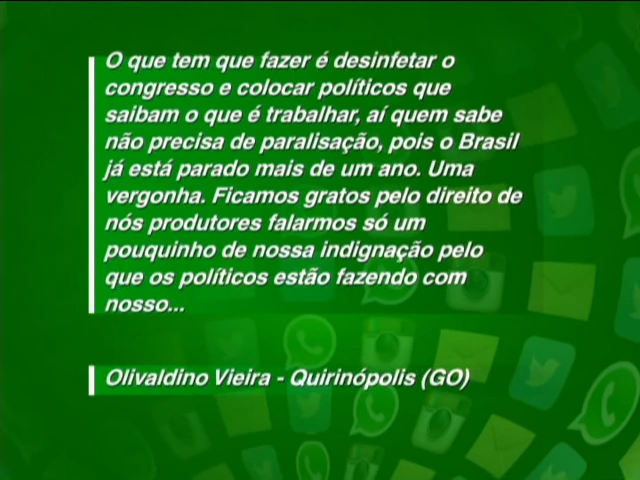 O que tem que fazer é desinfetar o
congresso e colocar políticos que
saibam o que é trabalhar, aí quem sabe
não precisa de paralisação, pois o Brasil
já está parado mais de um ano. Uma
vergonha. Ficamos gratos pelo direito de
nós produtores falarmos só um
pouquinho de nossa indignação pelo
que os políticos estão fazendo com
nosso...
Olivaldino Vieira - Quirinópolis (GO)